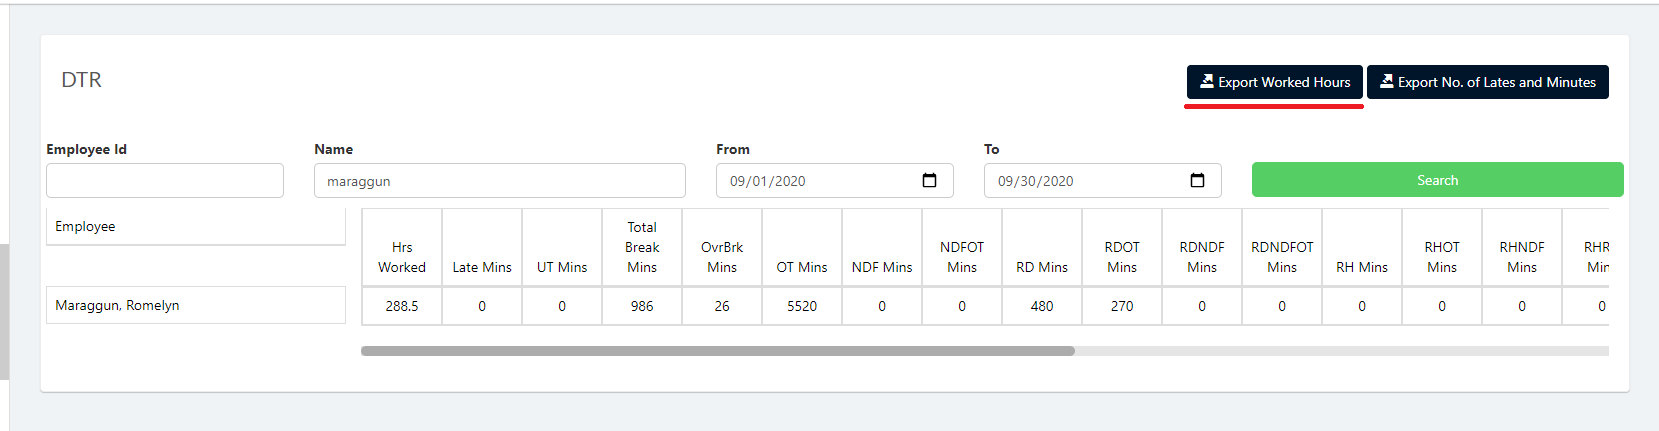 DTR
Export Worked Hours
Export No. of Lates and Minutes
Employee Id
Name
From
To
maraggun
09/01/2020
09/30/2020
Search
Employee
Hrs Worked
Late Mins
UT Mins
Total Break Mins
OvrBrk Mins
OT Mins
NDF Mins
NDFOT Mins
RD Mins
RDOT Mins
RDNDF Mins
RDNDFOT Mins
RH Mins
RHOT Mins
RHNDF Mins
Maraggun, Romelyn
288.5
0
0
986
26
5520
0
0
480
270
0
0
0
0
0
0